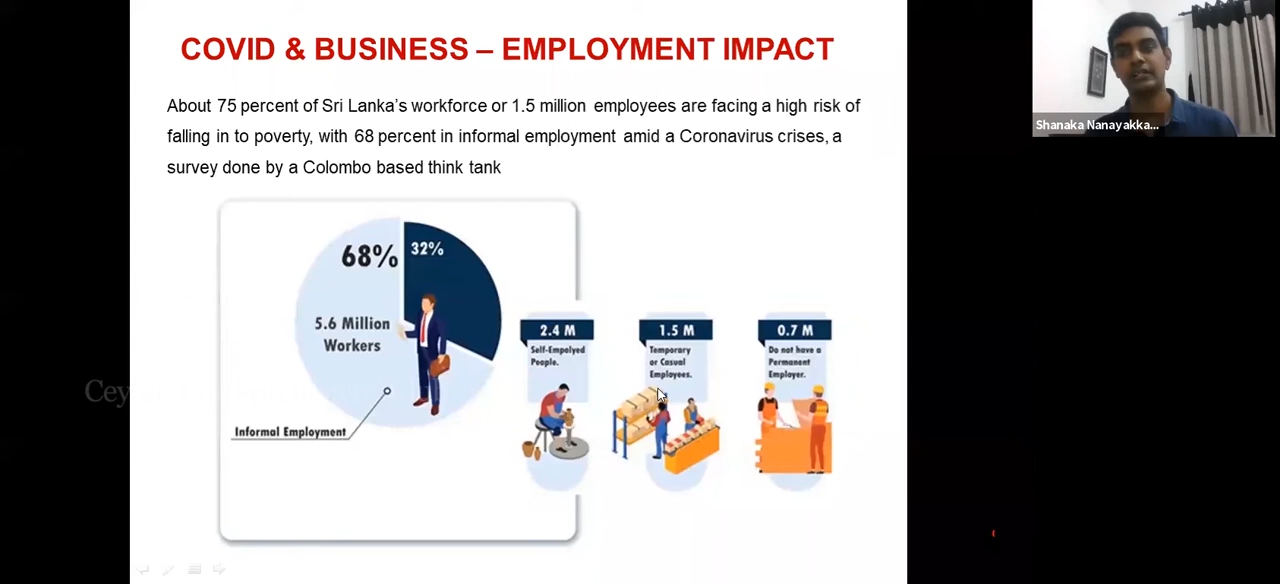 COVID & BUSINESS – EMPLOYMENT IMPACT
About 75 percent of Sri Lanka's workforce or 1.5 million employees are facing a high risk of
falling in to poverty, with 68 percent in informal employment amid a Coronavirus crises, a
survey done by a Colombo based think tank
68%
32%
5.6 Million
Workers
Informal Employment
2.4 M
Self-Empolyed
People.
1.5 M
Temporary
or Casual
Employees.
0.7 M
Do not have a
Permanent
Employer.
Shanaka Nanayakka...
Cey